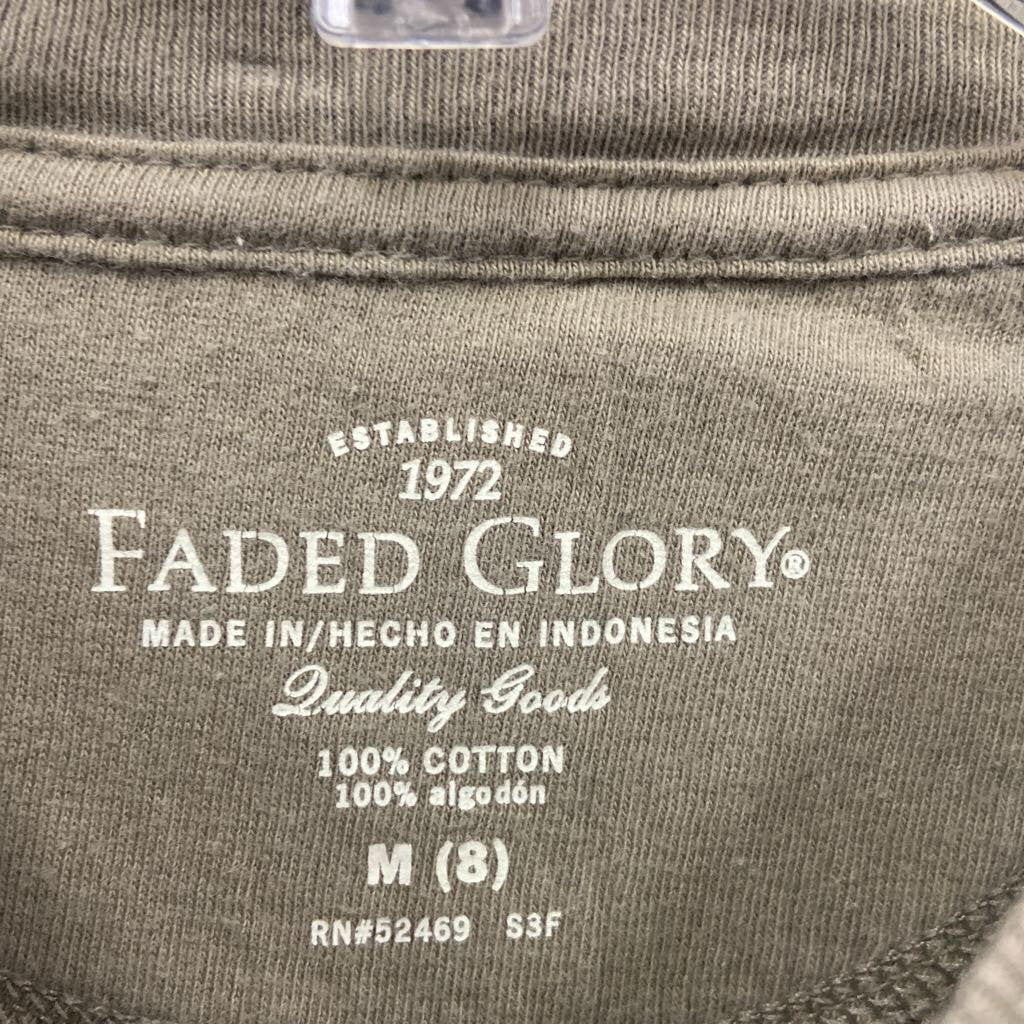 ESTABLISHED
1972
FADED GLORY®
MADE IN/HECHO EN INDONESIA
Quality Goods
100% COTTON
100% algodón
M (8)
RN#52469 S3F